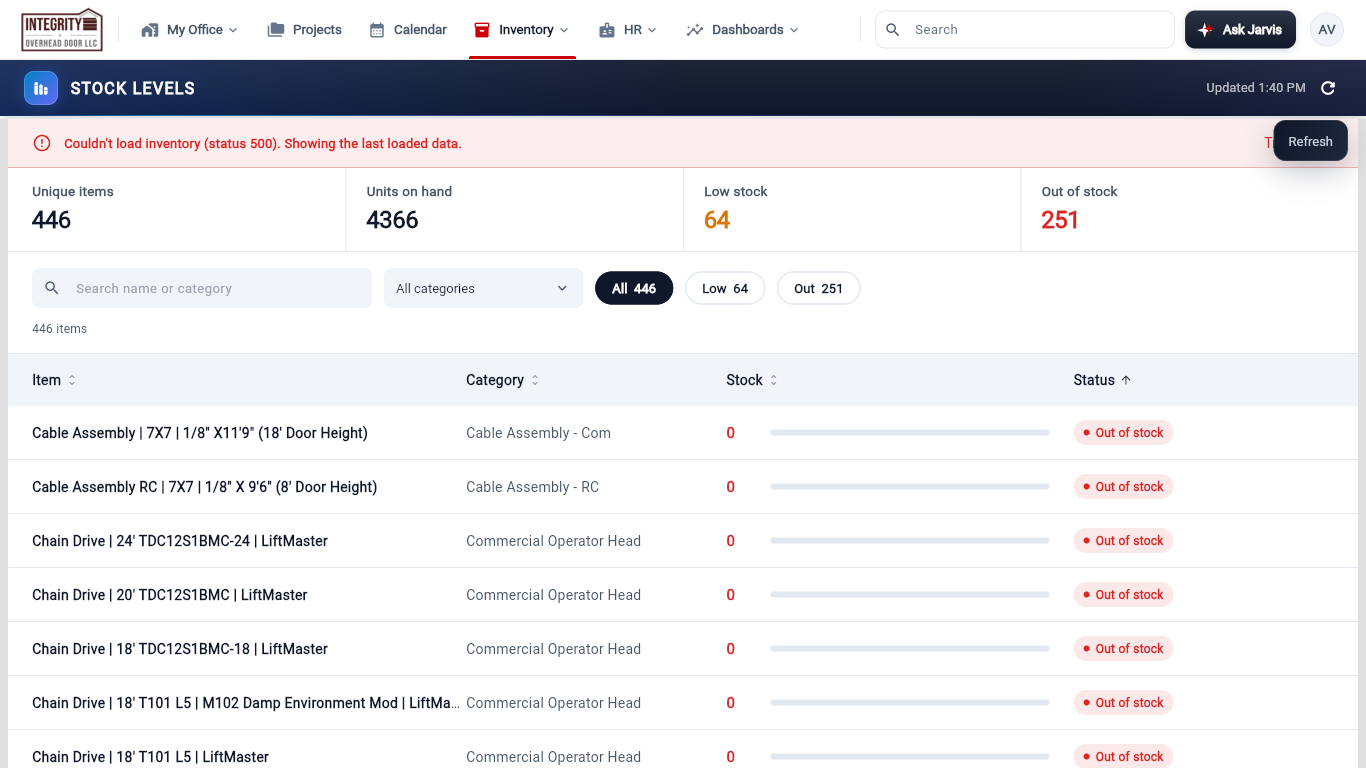 INTEGRITY
OVERHEAD DOOR LLC
My Office
Projects
Calendar
Inventory
HR
Dashboards
Search
Ask Jarvis
AV
STOCK LEVELS
Updated 1:40 PM
Couldn't load inventory (status 500). Showing the last loaded data.
Refresh
Unique items
446
Units on hand
4366
Low stock
64
Out of stock
251
Search name or category
All categories
All 446
Low 64
Out 251
446 items
Item Category Stock Status
Cable Assembly | 7X7 | 1/8" X11'9" (18' Door Height) Cable Assembly - Com 0 Out of stock
Cable Assembly RC | 7X7 | 1/8" X 9'6" (8' Door Height) Cable Assembly - RC 0 Out of stock
Chain Drive | 24' TDC12S1BMC-24 | LiftMaster Commercial Operator Head 0 Out of stock
Chain Drive | 20' TDC12S1BMC | LiftMaster Commercial Operator Head 0 Out of stock
Chain Drive | 18' TDC12S1BMC-18 | LiftMaster Commercial Operator Head 0 Out of stock
Chain Drive | 18' T101 L5 | M102 Damp Environment Mod | LiftMa... Commercial Operator Head 0 Out of stock
Chain Drive | 18' T101 L5 | LiftMaster Commercial Operator Head 0 Out of stock